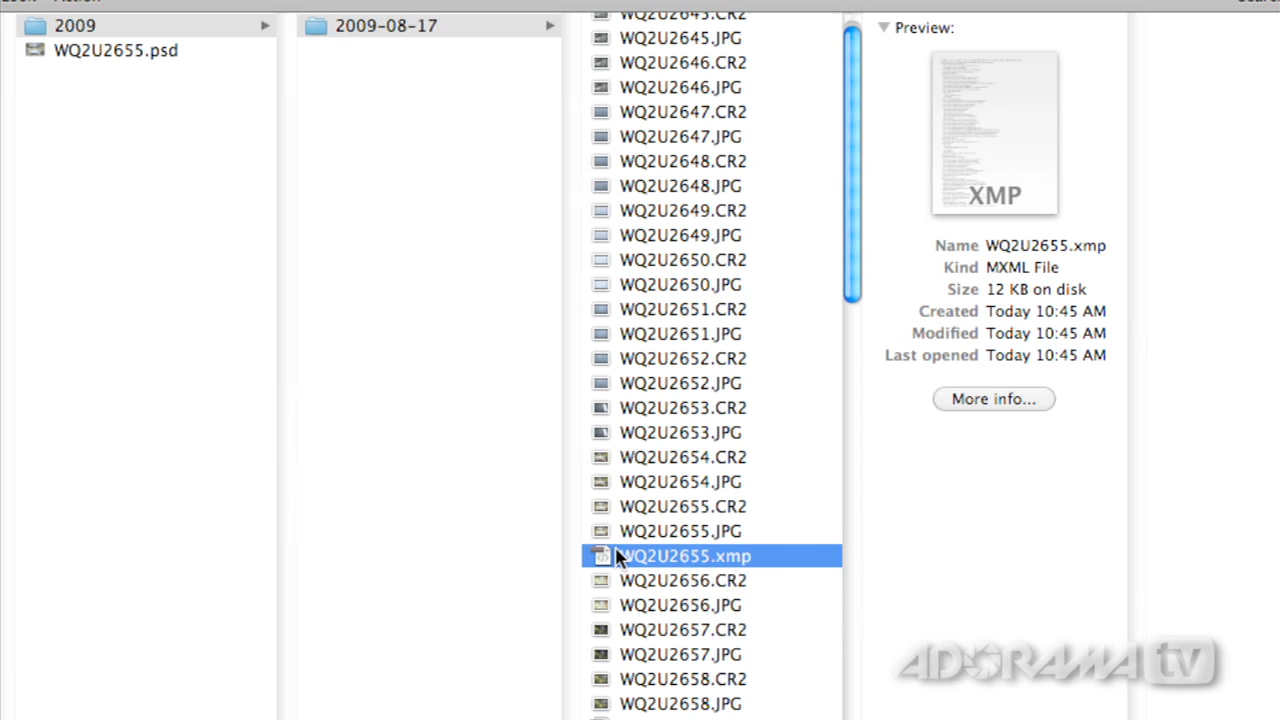 2009
WQ2U2655.psd
2009-08-17
WQ2U2645.CR2
WQ2U2645.JPG
WQ2U2646.CR2
WQ2U2646.JPG
WQ2U2647.CR2
WQ2U2647.JPG
WQ2U2648.CR2
WQ2U2648.JPG
WQ2U2649.CR2
WQ2U2649.JPG
WQ2U2650.CR2
WQ2U2650.JPG
WQ2U2651.CR2
WQ2U2651.JPG
WQ2U2652.CR2
WQ2U2652.JPG
WQ2U2653.CR2
WQ2U2653.JPG
WQ2U2654.CR2
WQ2U2654.JPG
WQ2U2655.CR2
WQ2U2655.JPG
WQ2U2655.xmp
WQ2U2656.CR2
WQ2U2656.JPG
WQ2U2657.CR2
WQ2U2657.JPG
WQ2U2658.CR2
WQ2U2658.JPG
Preview:
XMP
Name WQ2U2655.xmp
Kind MXML File
Size 12 KB on disk
Created Today 10:45 AM
Modified Today 10:45 AM
Last opened Today 10:45 AM
More info...
ADORAMA tv